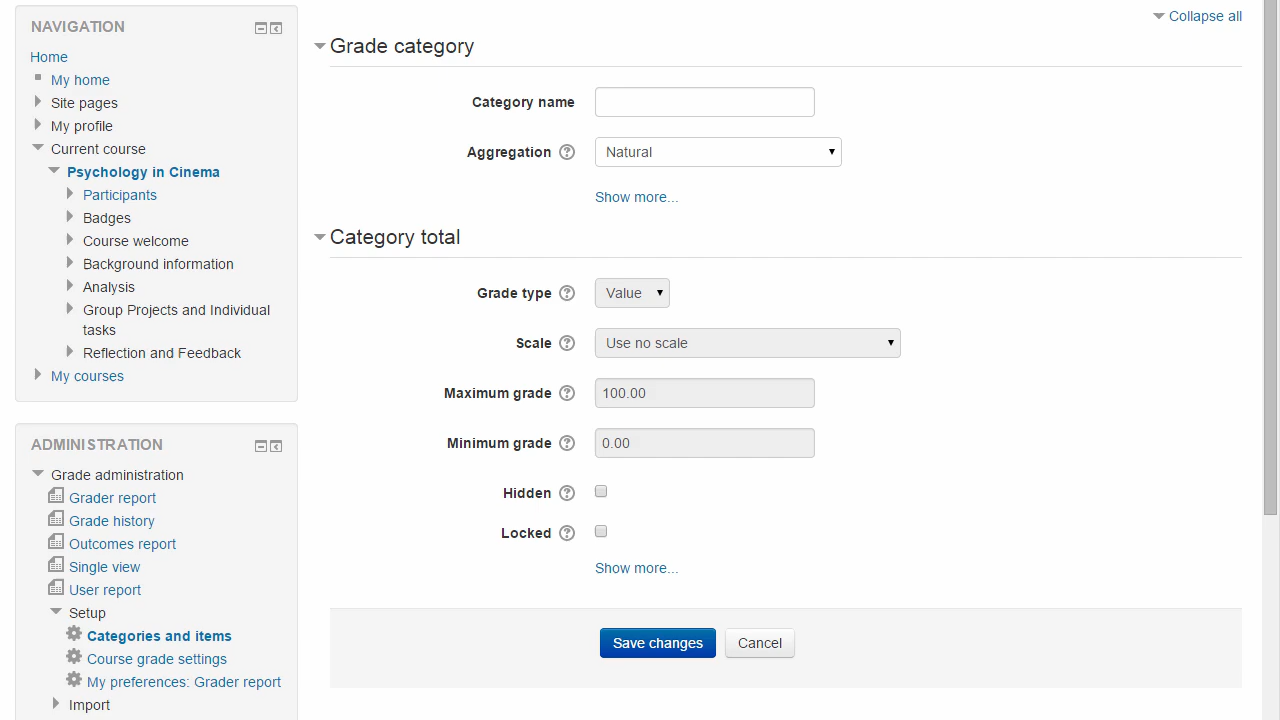 NAVIGATION
Home
My home
Site pages
My profile
Current course
Psychology in Cinema
Participants
Badges
Course welcome
Background information
Analysis
Group Projects and Individual
tasks
Reflection and Feedback
My courses
ADMINISTRATION
Grade administration
Grader report
Grade history
Outcomes report
Single view
User report
Setup
Categories and items
Course grade settings
My preferences: Grader report
Import
Collapse all
Grade category
Category name
Aggregation Natural
Show more...
Category total
Grade type Value
Scale Use no scale
Maximum grade 100.00
Minimum grade 0.00
Hidden
Locked
Show more...
Save changes Cancel